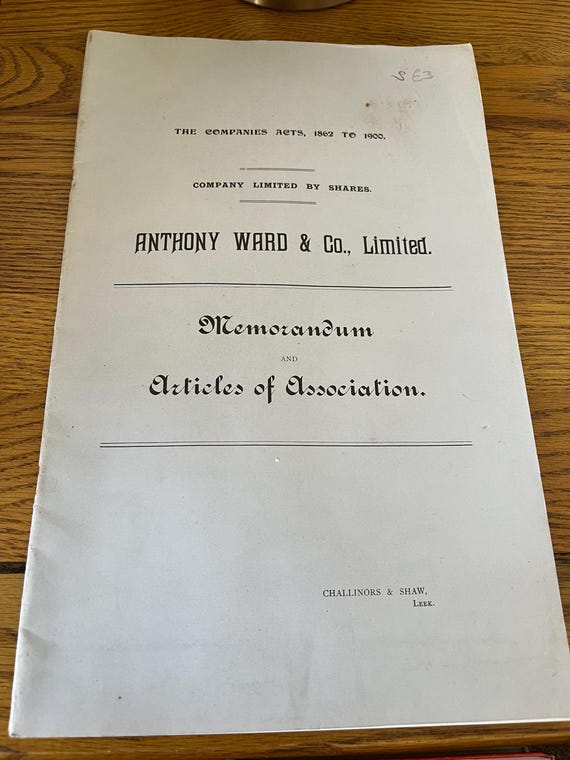 S £3
THE COMPANIES ACTS, 1862 TO 1900.
COMPANY LIMITED BY SHARES.
ANTHONY WARD & Co., Limited.
Memorandum
AND
Articles of Association.
CHALLINORS & SHAW,
LEEK.